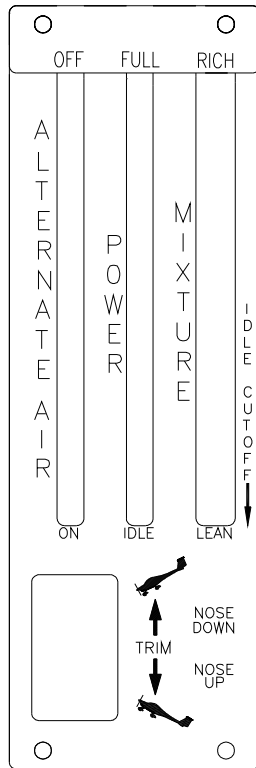 OFF FULL RICH
ALTERNATE AIR
POWER
MIXTURE
IDLE CUTOFF
ON IDLE LEAN
NOSE
DOWN
TRIM
NOSE
UP